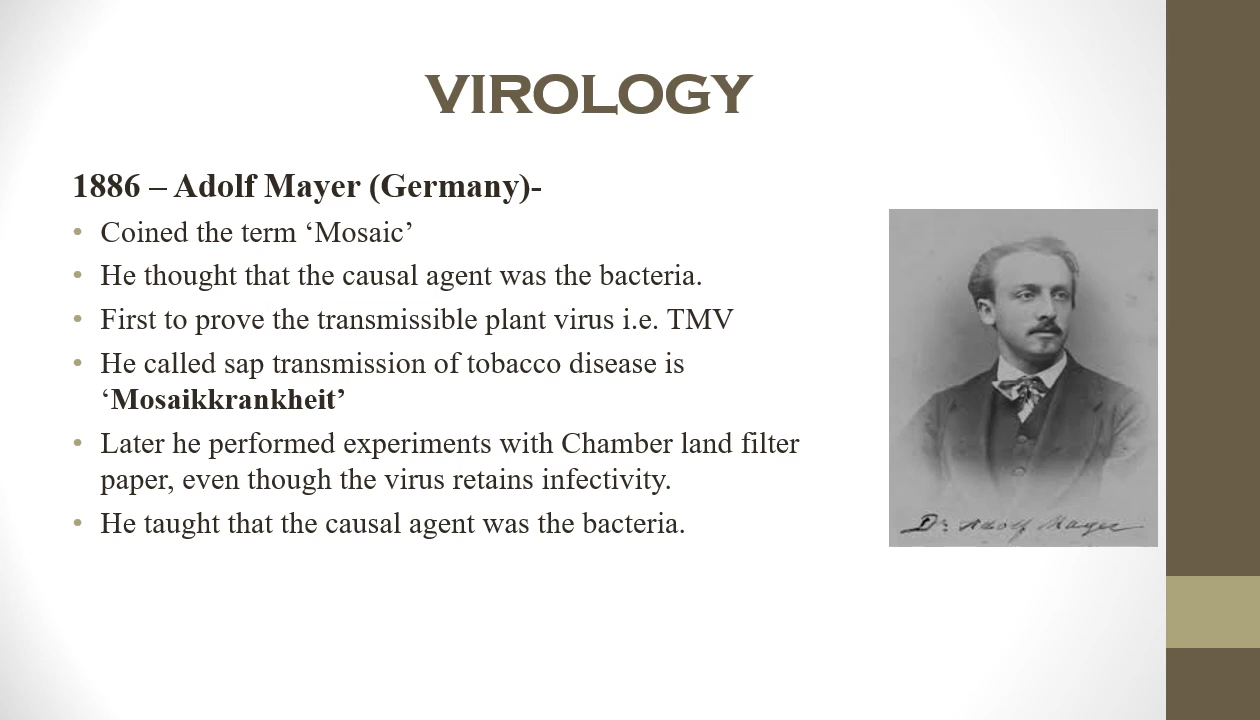 VIROLOGY
1886 – Adolf Mayer (Germany)-
• Coined the term ‘Mosaic’
• He thought that the causal agent was the bacteria.
• First to prove the transmissible plant virus i.e. TMV
• He called sap transmission of tobacco disease is
‘Mosaikkrankheit’
• Later he performed experiments with Chamber land filter
paper, even though the virus retains infectivity.
• He taught that the causal agent was the bacteria.
Dr. Adolf Mayer